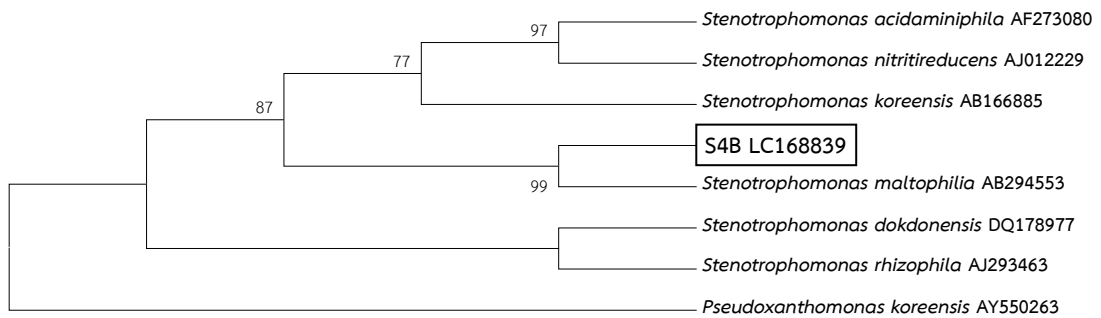 97
Stenotrophomonas acidaminiphila AF273080
Stenotrophomonas nitritireducens AJ012229
77
Stenotrophomonas koreensis AB166885
87
S4B LC168839
99
Stenotrophomonas maltophilia AB294553
Stenotrophomonas dokdonensis DQ178977
Stenotrophomonas rhizophila AJ293463
Pseudoxanthomonas koreensis AY550263